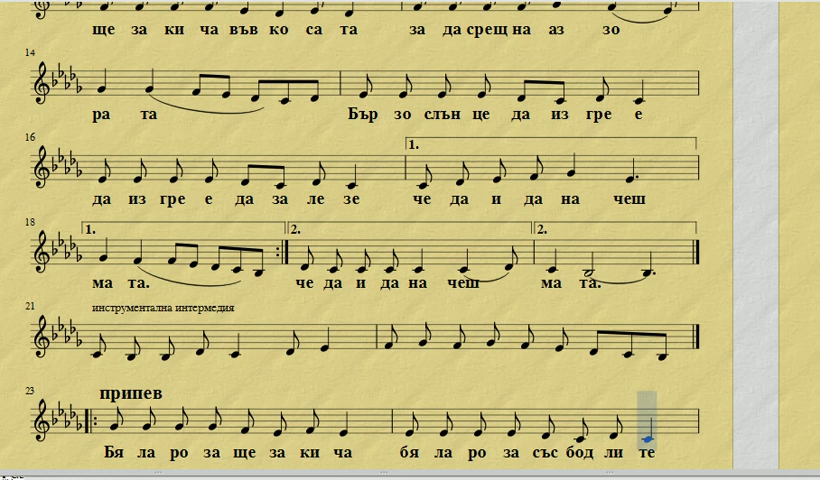 ще за ки ча във ко са та за да срещ на аз зо
14
ра та Бър зо слън це да из гре е
16
1.
да из гре е да за ле зе че да и да на чеш
18
1. 2. 2.
ма та. че да и да на чеш ма та.
21
инструментална интермедия
23
припев
Бя ла ро за ще за ки ча бя ла ро за със бод ли те